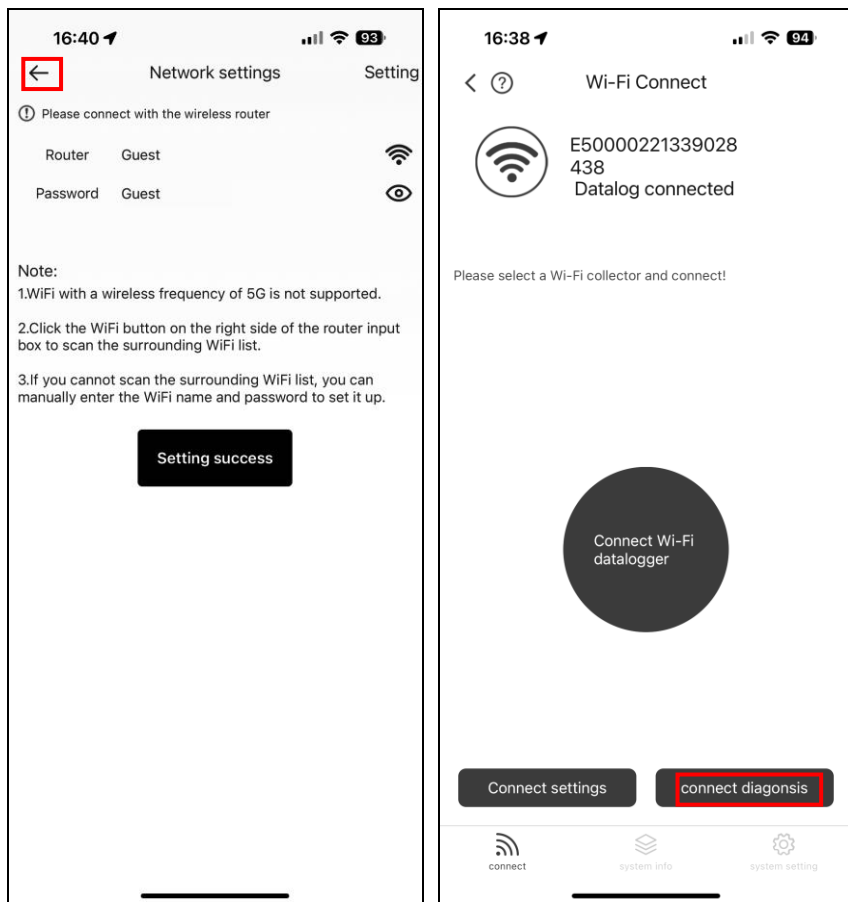 16:40
93
Network settings
Setting
Please connect with the wireless router
Router Guest
Password Guest
Note:
1.WiFi with a wireless frequency of 5G is not supported.
2.Click the WiFi button on the right side of the router input
box to scan the surrounding WiFi list.
3.If you cannot scan the surrounding WiFi list, you can
manually enter the WiFi name and password to set it up.
Setting success
16:38
94
Wi-Fi Connect
E50000221339028
438
Datalog connected
Please select a Wi-Fi collector and connect!
Connect Wi-Fi
datalogger
Connect settings
connect diagonsis
connect
system info
system setting